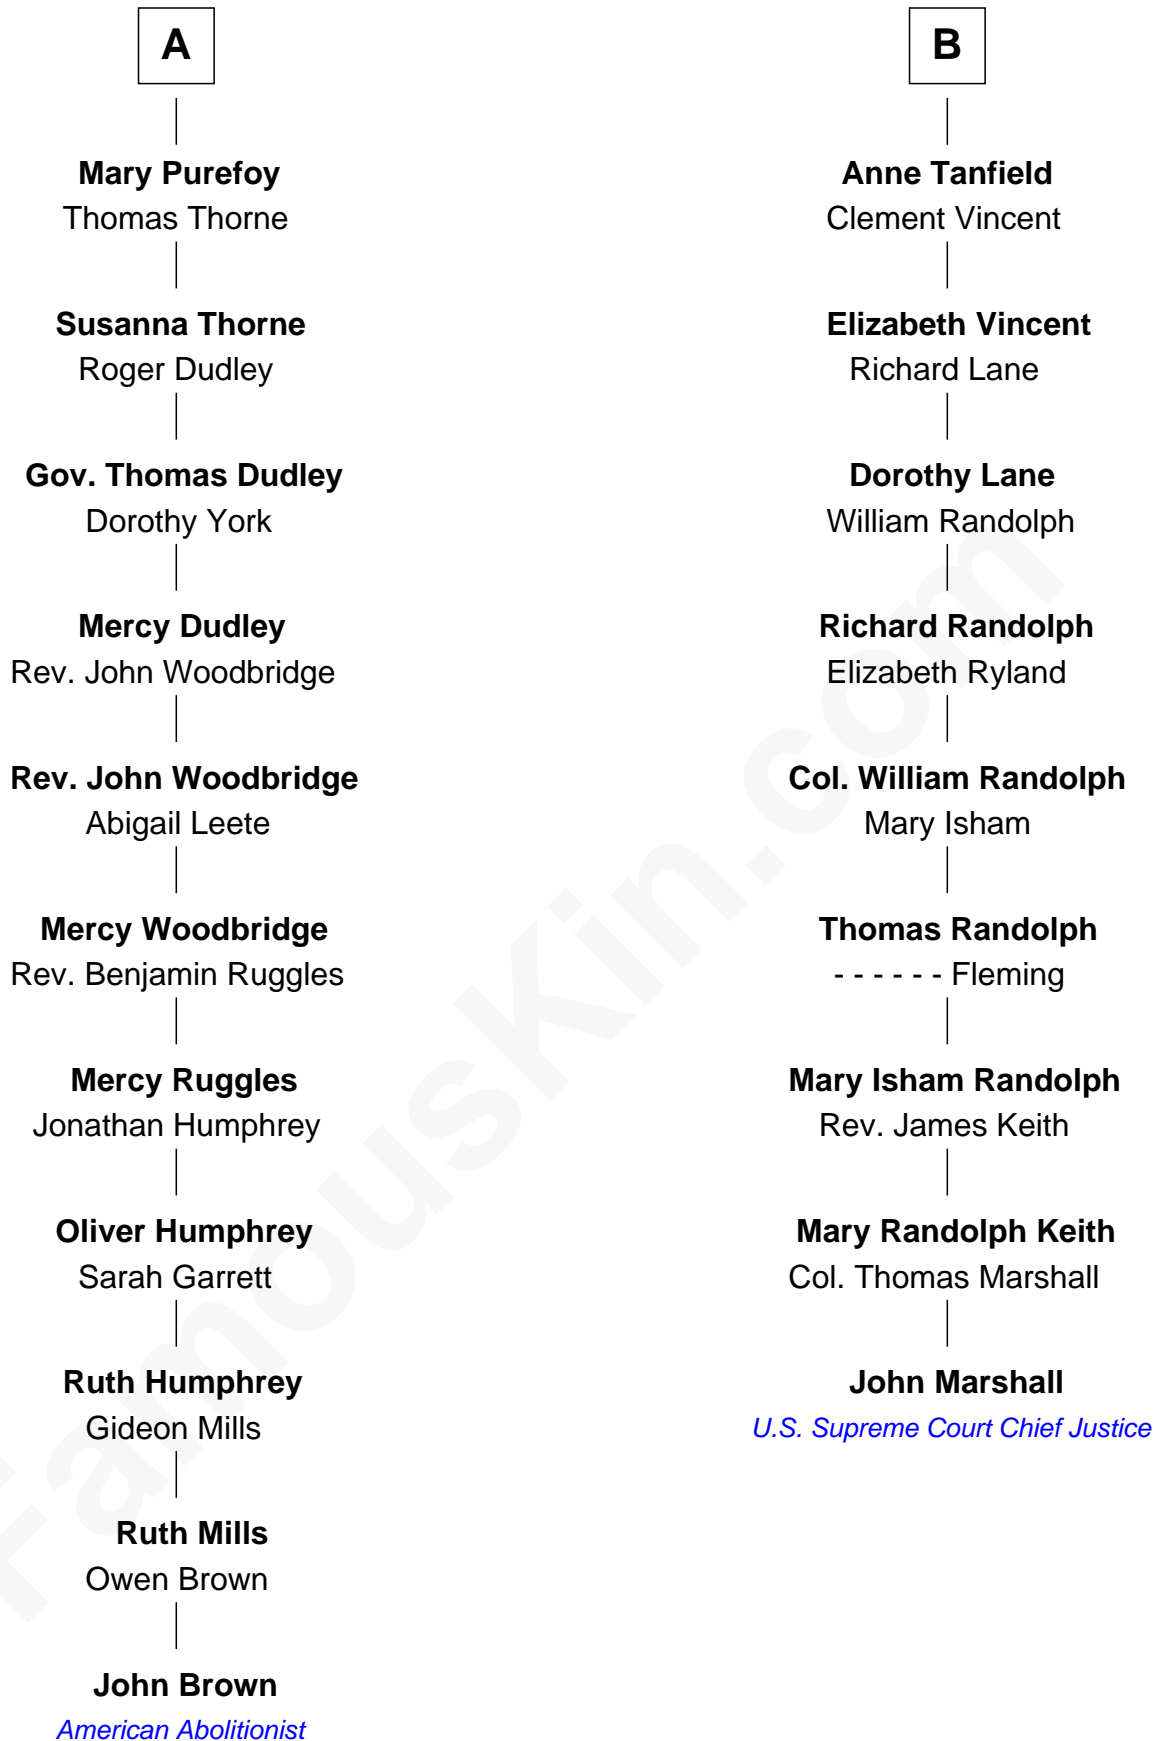 A
Mary Purefoy
Thomas Thorne
Susanna Thorne
Roger Dudley
Gov. Thomas Dudley
Dorothy York
Mercy Dudley
Rev. John Woodbridge
Rev. John Woodbridge
Abigail Leete
Mercy Woodbridge
Rev. Benjamin Ruggles
Mercy Ruggles
Jonathan Humphrey
Oliver Humphrey
Sarah Garrett
Ruth Humphrey
Gideon Mills
Ruth Mills
Owen Brown
John Brown
American Abolitionist
B
Anne Tanfield
Clement Vincent
Elizabeth Vincent
Richard Lane
Dorothy Lane
William Randolph
Richard Randolph
Elizabeth Ryland
Col. William Randolph
Mary Isham
Thomas Randolph
- - - - - - Fleming
Mary Isham Randolph
Rev. James Keith
Mary Randolph Keith
Col. Thomas Marshall
John Marshall
U.S. Supreme Court Chief Justice
FamousKin.com